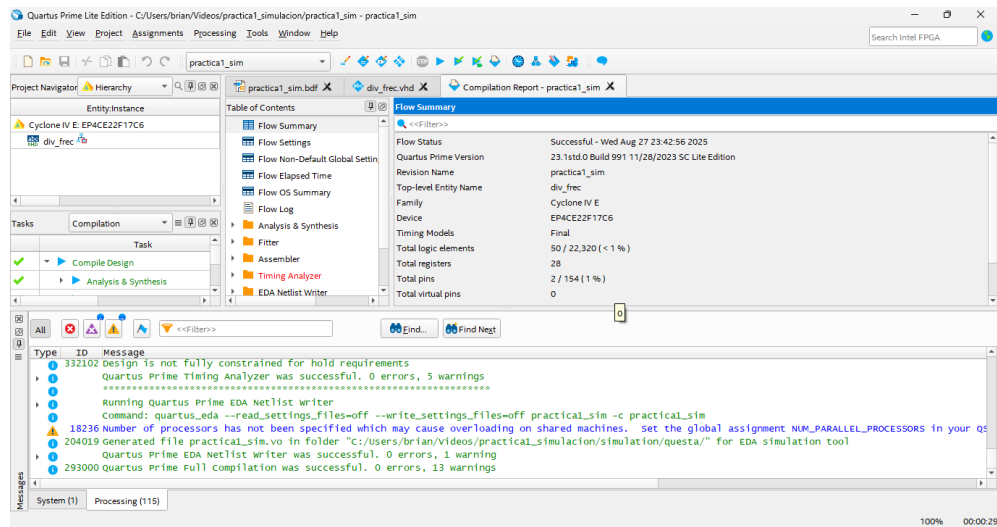 Quartus Prime Lite Edition - C:/Users/brian/Videos/practica1_simulacion/practica1_sim - practica1_sim
File Edit View Project Assignments Processing Tools Window Help
Search Intel FPGA
practica1_sim
Project Navigator Hierarchy
practica1_sim.bdf
div_frec.vhd
Compilation Report - practica1_sim
Entity:Instance
Cyclone IV E: EP4CE22F17C6
div_frec
Table of Contents
Flow Summary
Flow Settings
Flow Non-Default Global Settin
Flow Elapsed Time
Flow OS Summary
Flow Log
Analysis & Synthesis
Fitter
Assembler
Timing Analyzer
EDA Netlist Writer
Flow Summary
<<Filter>>
Flow Status Successful - Wed Aug 27 23:42:56 2025
Quartus Prime Version 23.1std.0 Build 991 11/28/2023 SC Lite Edition
Revision Name practica1_sim
Top-level Entity Name div_frec
Family Cyclone IV E
Device EP4CE22F17C6
Timing Models Final
Total logic elements 50 / 22,320 ( < 1 % )
Total registers 28
Total pins 2 / 154 ( 1 % )
Total virtual pins 0
0
Tasks Compilation
Task
Compile Design
Analysis & Synthesis
All
<<Filter>>
Find...
Find Next
Type ID Message
332102 Design is not fully constrained for hold requirements
Quartus Prime Timing Analyzer was successful. 0 errors, 5 warnings
*******************************************************************
Running Quartus Prime EDA Netlist Writer
Command: quartus_eda --read_settings_files=off --write_settings_files=off practica1_sim -c practica1_sim
18236 Number of processors has not been specified which may cause overloading on shared machines. Set the global assignment NUM_PARALLEL_PROCESSORS in your QS
204019 Generated file practica1_sim.vo in folder "C:/Users/brian/Videos/practica1_simulacion/simulation/questa/" for EDA simulation tool
Quartus Prime EDA Netlist Writer was successful. 0 errors, 1 warning
293000 Quartus Prime Full Compilation was successful. 0 errors, 13 warnings
Messages
System (1)
Processing (115)
100% 00:00:29